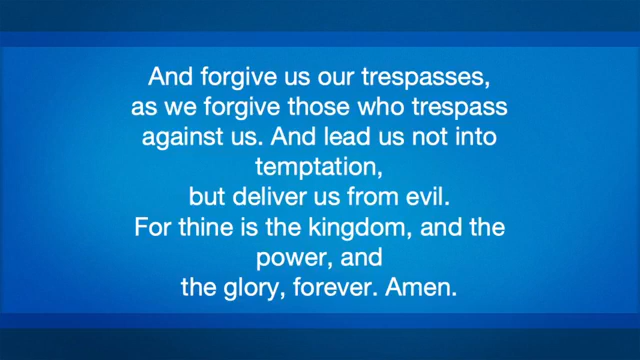 And forgive us our trespasses,
as we forgive those who trespass
against us. And lead us not into
temptation,
but deliver us from evil.
For thine is the kingdom, and the
power, and
the glory, forever. Amen.